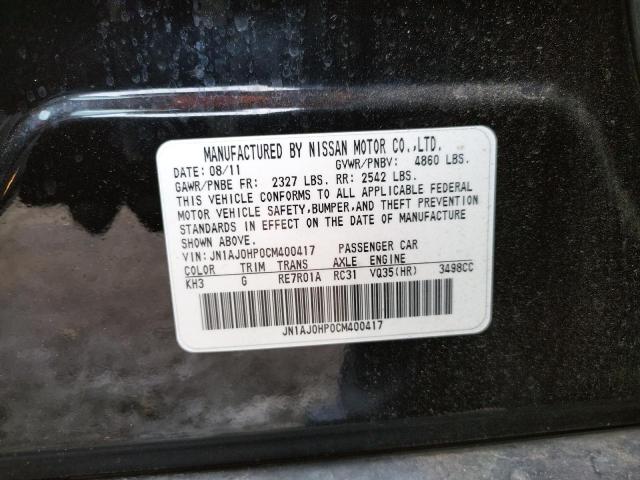 MANUFACTURED BY NISSAN MOTOR CO.,LTD.
DATE: 08/11 GVWR/PNBV: 4860 LBS.
GAWR/PNBE FR: 2327 LBS. RR: 2542 LBS.
THIS VEHICLE CONFORMS TO ALL APPLICABLE FEDERAL
MOTOR VEHICLE SAFETY,BUMPER,AND THEFT PREVENTION
STANDARDS IN EFFECT ON THE DATE OF MANUFACTURE
SHOWN ABOVE.
VIN: JN1AJ0HP0CM400417 PASSENGER CAR
COLOR TRIM TRANS AXLE ENGINE
KH3 G RE7R01A RC31 VQ35(HR) 3498CC
JN1AJ0HP0CM400417